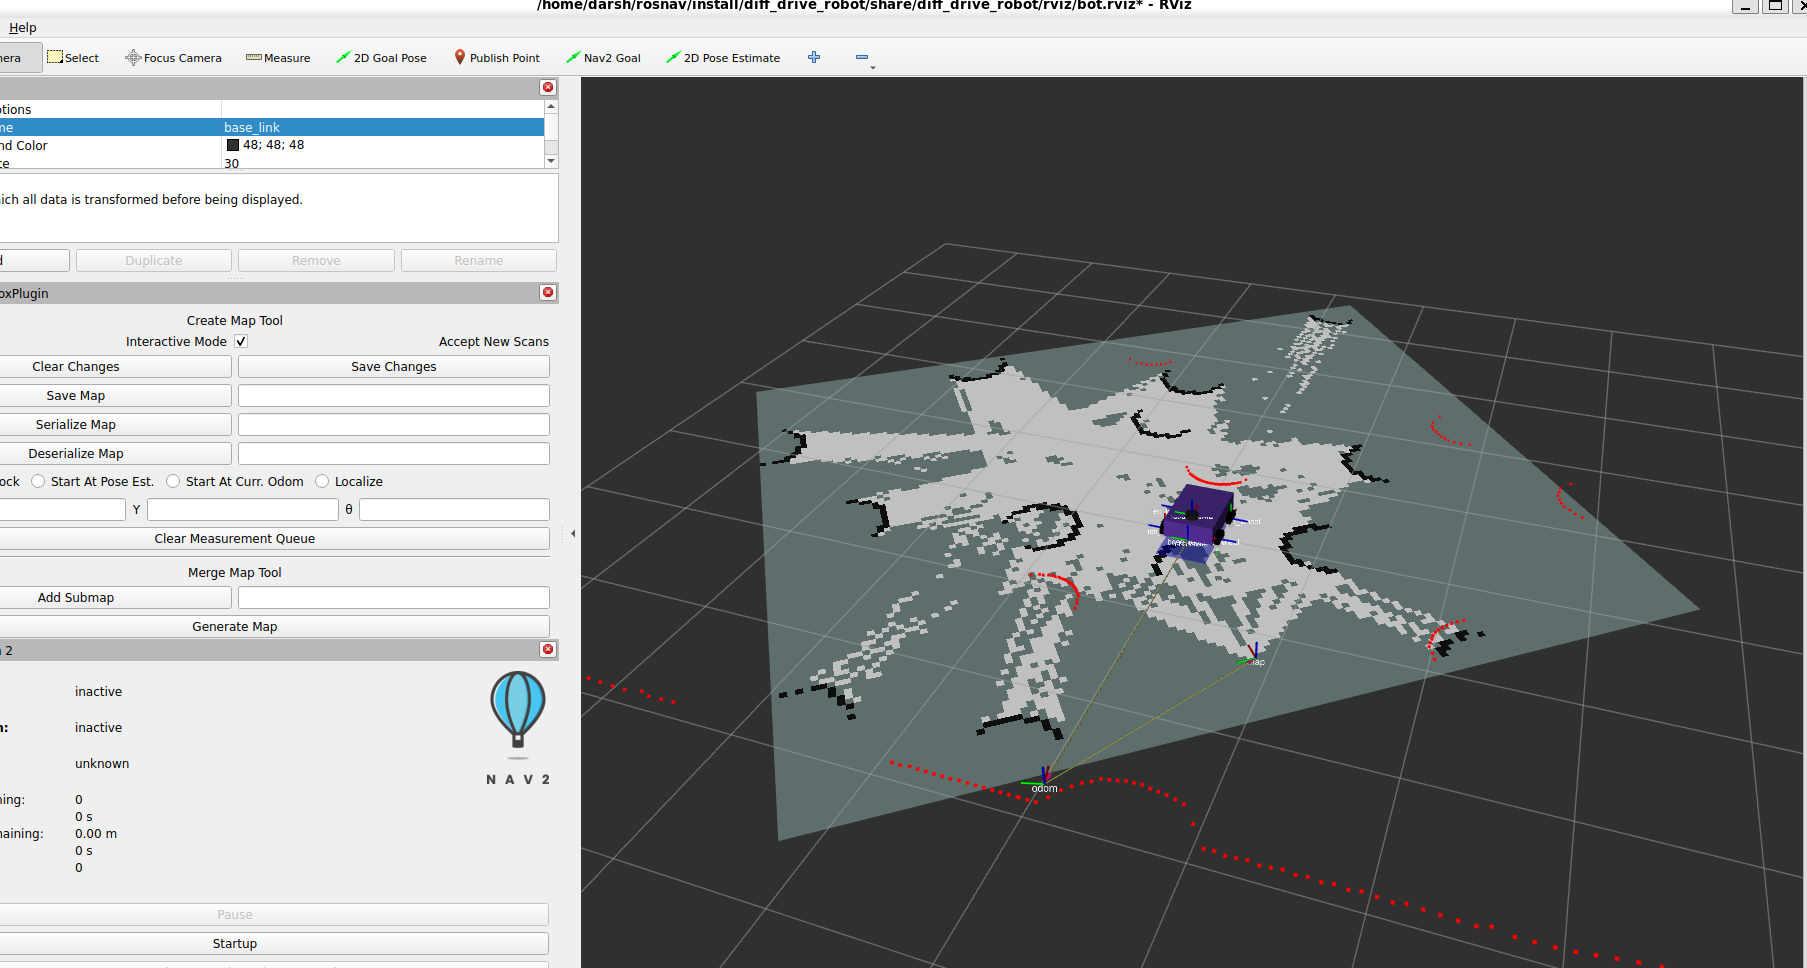 /home/darsh/rosnav/install/diff_drive_robot/share/diff_drive_robot/rviz/bot.rviz* - RViz
Help
era Select Focus Camera Measure 2D Goal Pose Publish Point Nav2 Goal 2D Pose Estimate
tions
me base_link
nd Color 48; 48; 48
te 30
ich all data is transformed before being displayed.
d Duplicate Remove Rename
oxPlugin
Create Map Tool
Interactive Mode Accept New Scans
Clear Changes Save Changes
Save Map
Serialize Map
Deserialize Map
ock Start At Pose Est. Start At Curr. Odom Localize
Y θ
Clear Measurement Queue
Merge Map Tool
Add Submap
Generate Map
2
inactive
n: inactive
unknown
NAV2
ning: 0
0 s
naining: 0.00 m
0 s
0
Pause
Startup
map
odom